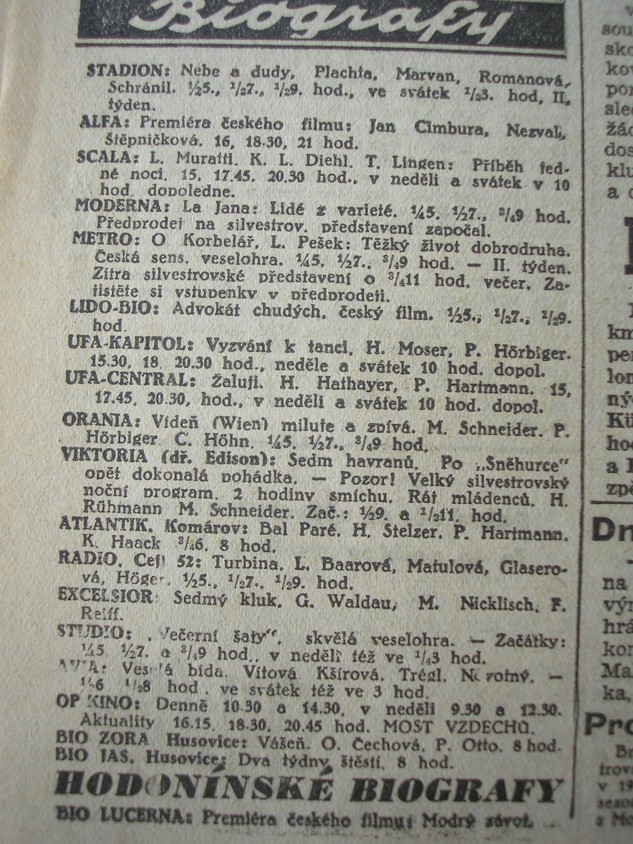 Biografy
STADION: Nebe a dudy, Plachta, Marvan, Romanová,
Schránil. ½5., ½7., ½9. hod., ve svátek ½3. hod, II.
týden.
ALFA: Premiéra českého filmu: Jan Cimbura, Nezval,
Štěpničková. 16, 18.30, 21 hod.
SCALA: L. Muratti. K. L. Diehl. T. Lingen: Příběh jed-
né noci. 15, 17.45, 20.30 hod., v neděli a svátek v 10
hod. dopoledne.
MODERNA: La Jana: Lidé z varieté. ¼5. ½7., ¾9 hod.
Předprodej na silvestrov. představení započal.
METRO: O. Korbelář, L. Pešek: Těžký život dobrodruha.
Česká sens. veselohra. ¼5, ½7., ¾9 hod. — II. týden.
Zítra silvestrovské představení o ¾11 hod. večer. Za-
jistěte si vstupenky v předprodeji.
LIDO-BIO: Advokát chudých, český film. ½5., ½7., ½9.
hod.
UFA-KAPITOL: Vyzvání k tanci, H. Moser, P. Hörbiger.
15.30, 18, 20.30 hod., neděle a svátek 10 hod. dopol.
UFA-CENTRAL: Žaluji. H. Hathayer, P. Hartmann. 15,
17.45, 20.30, hod., v neděli a svátek 10 hod. dopol.
ORANIA: Vídeň (Wien) miluje a zpívá. M. Schneider. P.
Hörbiger C. Höhn. ¼5, ½7., ¾9 hod.
VIKTORIA (dř. Edison): Sedm havranů. Po „Sněhurce"
opět dokonalá pohádka. — Pozor! Velký silvestrovský
noční program. 2 hodiny smíchu. Ráj mládenců. H.
Rühmann M. Schneider. Zač.: ½9. a ½11. hod.
ATLANTIK, Komárov: Bal Paré. H. Stelzer, P. Hartmann.
K. Haack ¾6. 8 hod.
RADIO, Cejl 52: Turbina, L. Baarová, Matulová, Glasero-
vá, Höger. ½5., ½7.. ½9. hod.
EXCELSIOR: Sedmý kluk. G. Waldau, M. Nicklisch. F.
Reiff.
STUDIO: „Večerní šaty", skvělá veselohra. — Začátky:
¼5 ½7. a ¾9 hod., v neděli též ve ¼3 hod.
Veselá bída. Vítová Kšírová. Trégl. —
hod. ve svátek též ve 3 hod.
KINO: Denně 10.30 a 14.30, v neděli 9.30 a 12.30.
Aktuality 16.15, 18.30, 20.45 hod. MOST VZDECHŮ.
BIO ZORA Husovice: Vášeň. O. Čechová, P. Otto. 8 hod.
BIO JAS, Husovice: Dva týdny štěstí. 8 hod.
HODONÍNSKÉ BIOGRAFY
BIO LUCERNA: Premiéra českého filmu: Modrý závoj.